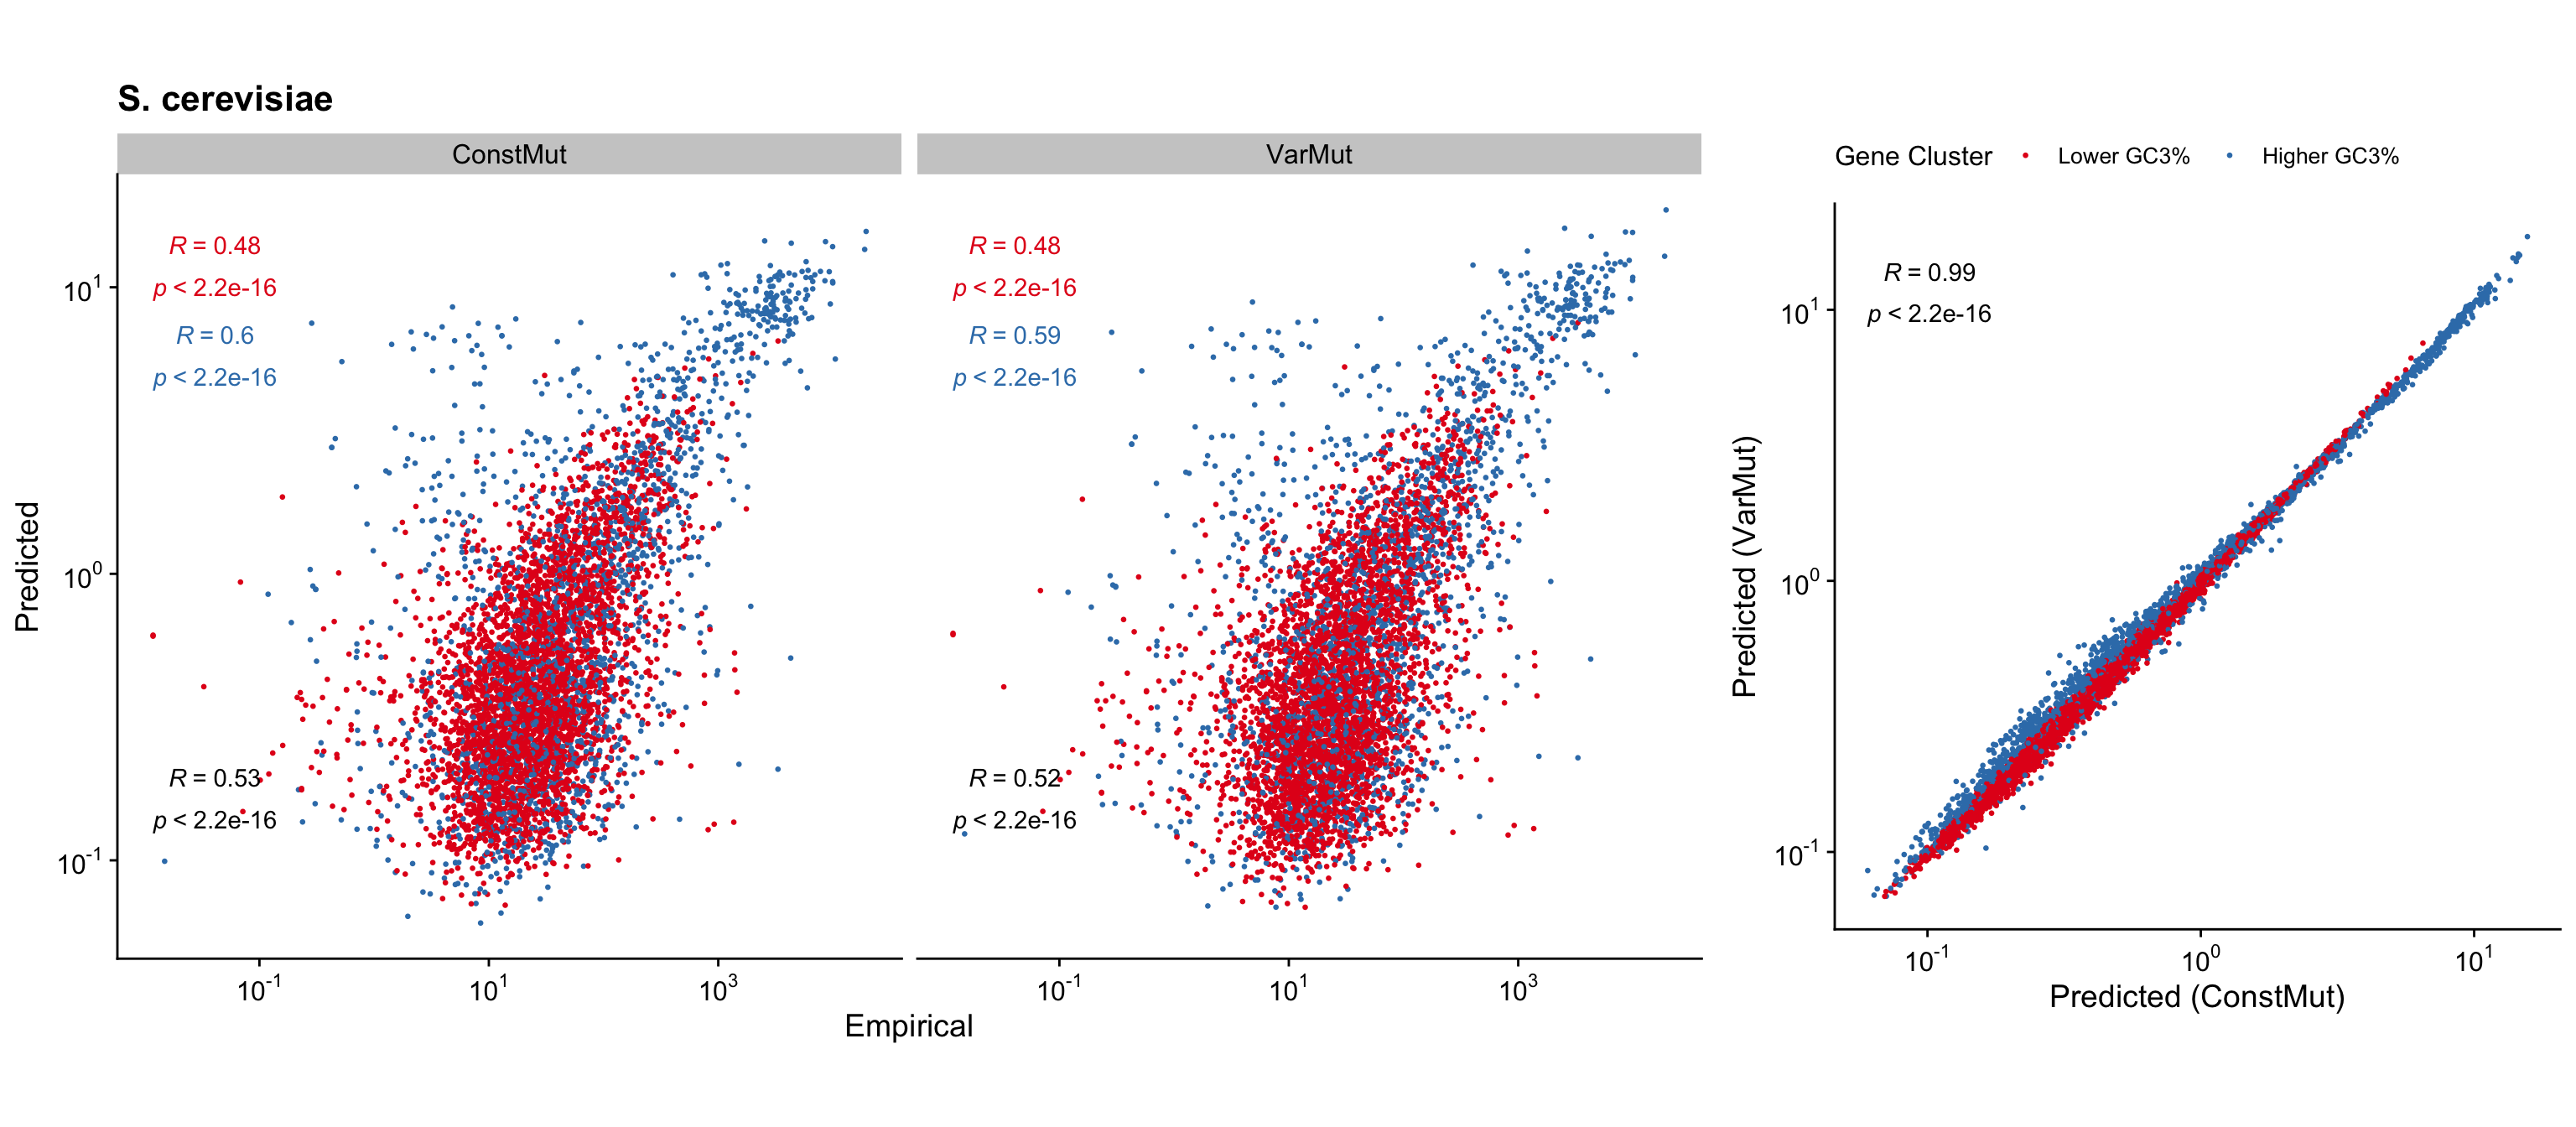 S. cerevisiae
ConstMut
VarMut
Gene Cluster Lower GC3% Higher GC3%
Predicted
10^1
10^0
10^-1
R = 0.48
p < 2.2e-16
R = 0.6
p < 2.2e-16
R = 0.53
p < 2.2e-16
10^-1 10^1 10^3
R = 0.48
p < 2.2e-16
R = 0.59
p < 2.2e-16
R = 0.52
p < 2.2e-16
10^-1 10^1 10^3
Empirical
Predicted (VarMut)
10^1
10^0
10^-1
R = 0.99
p < 2.2e-16
10^-1 10^0 10^1
Predicted (ConstMut)